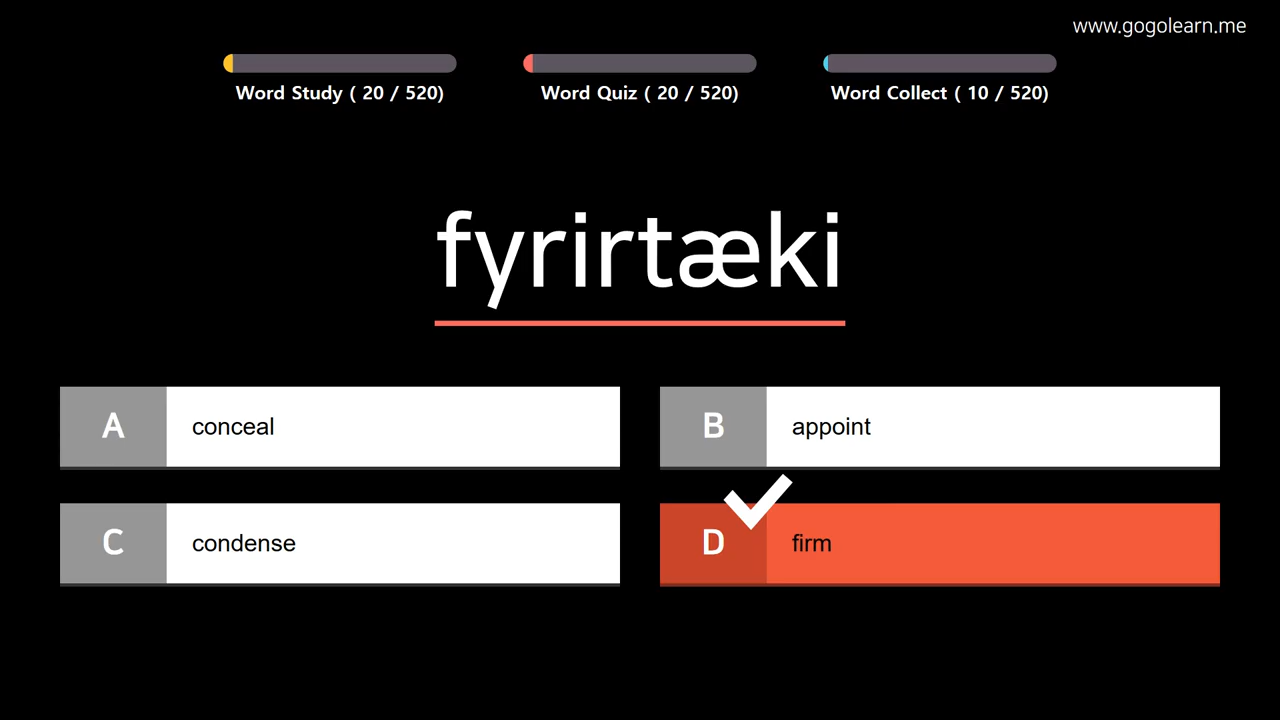 www.gogolearn.me
Word Study ( 20 / 520)
Word Quiz ( 20 / 520)
Word Collect ( 10 / 520)
fyrirtæki
A conceal
B appoint
C condense
D firm